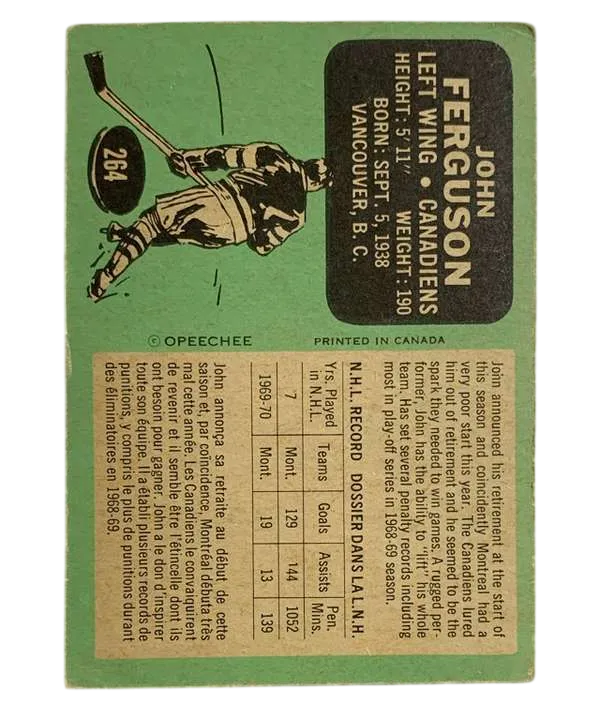 JOHN
FERGUSON
LEFT WING • CANADIENS
HEIGHT: 5' 11" WEIGHT: 190
BORN: SEPT. 5, 1938
VANCOUVER, B. C.
264
© OPEECHEE
PRINTED IN CANADA
John announced his retirement at the start of
this season and coincidently Montreal had a
very poor start this year. The Canadiens lured
him out of retirement and he seemed to be the
spark they needed to win games. A rugged per-
former, John has the ability to "lift" his whole
team. Has set several penalty records including
most in play-off series in 1968-69 season.
N.H.L. RECORD DOSSIER DANS LA L.N.H.
Yrs. Played in N.H.L. Teams Goals Assists Pen. Mins.
7 Mont. 129 144 1052
1969-70 Mont. 19 13 139
John annonça sa retraite au début de cette
saison et, par coïncidence, Montréal débuta très
mal cette année. Les Canadiens le convainquirent
de revenir et il semble être l'étincelle dont ils
ont besoin pour gagner. John a le don d'inspirer
toute son équipe. Il a établi plusieurs records de
punitions, y compris le plus de punitions durant
des éliminatoires en 1968-69.